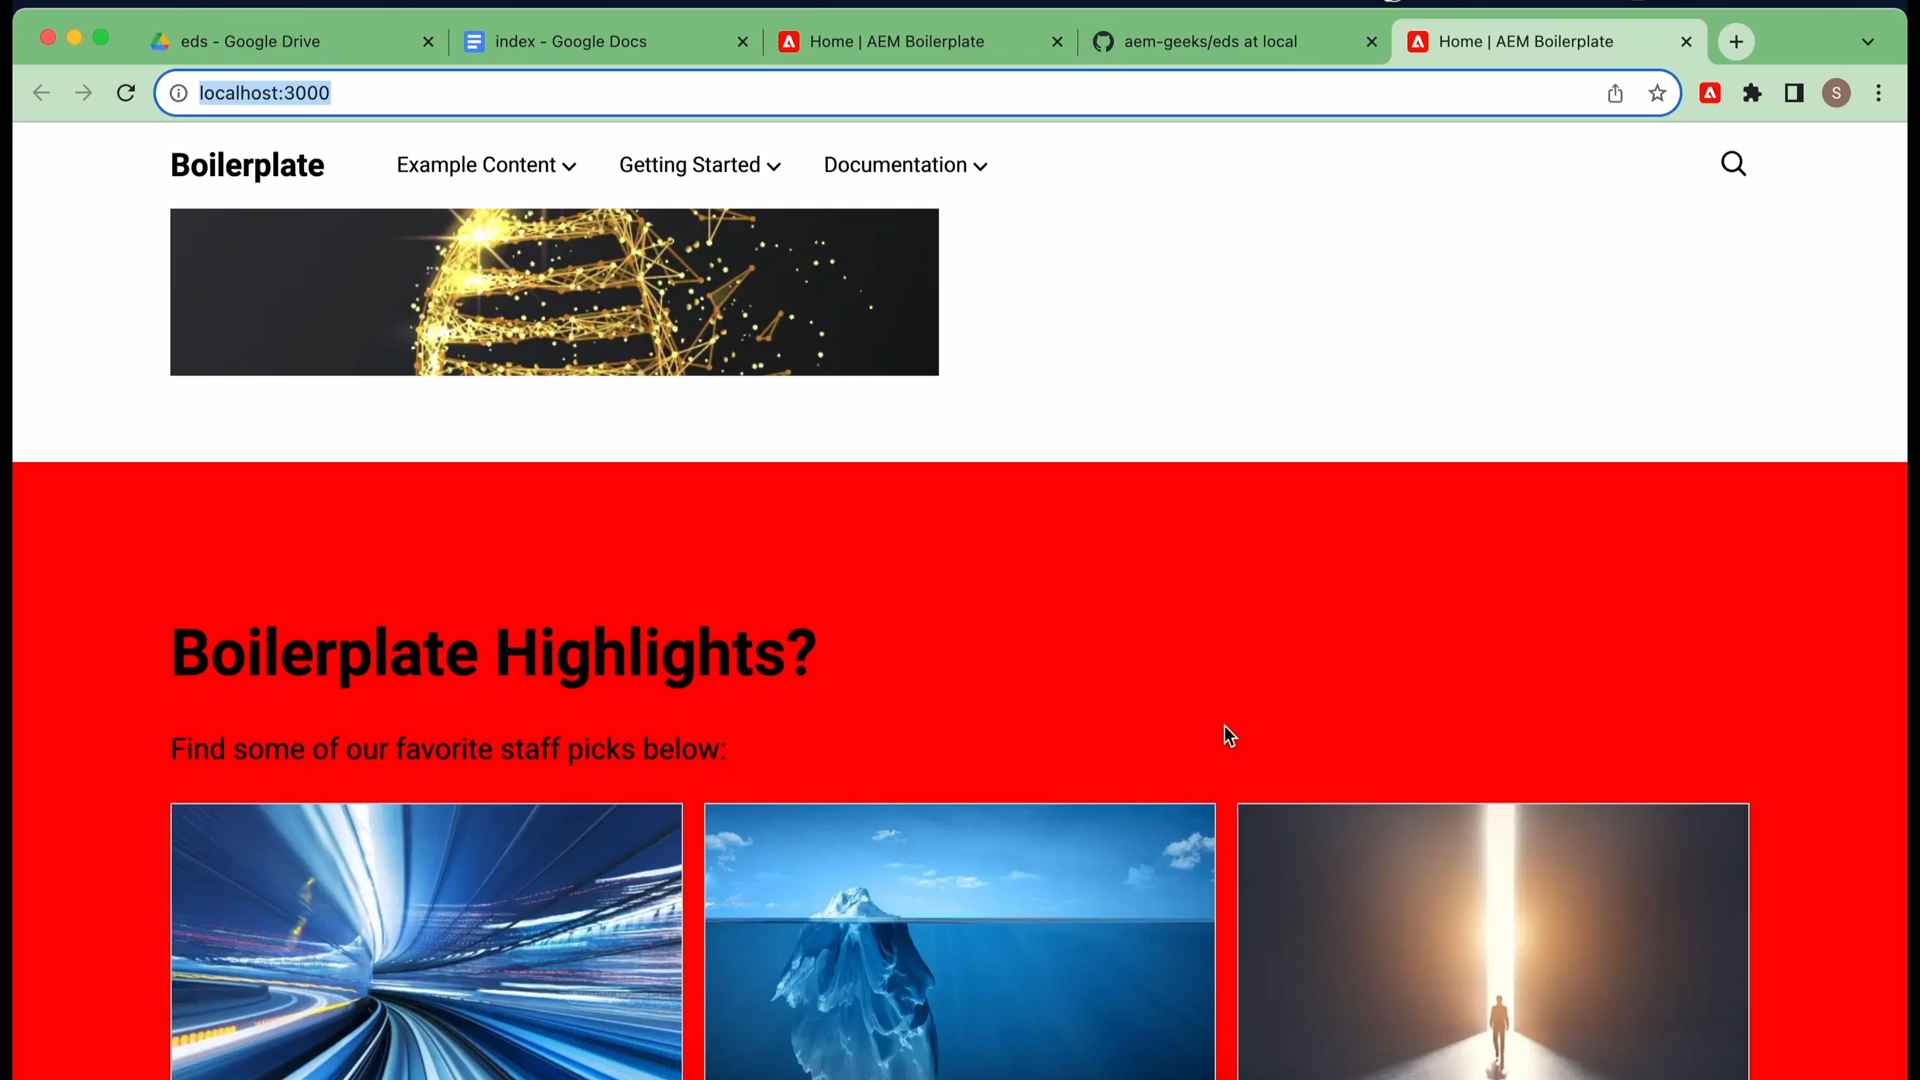 eds - Google Drive
index - Google Docs
Home | AEM Boilerplate
aem-geeks/eds at local
Home | AEM Boilerplate
localhost:3000
S
Boilerplate
Example Content
Getting Started
Documentation
Boilerplate Highlights?
Find some of our favorite staff picks below: